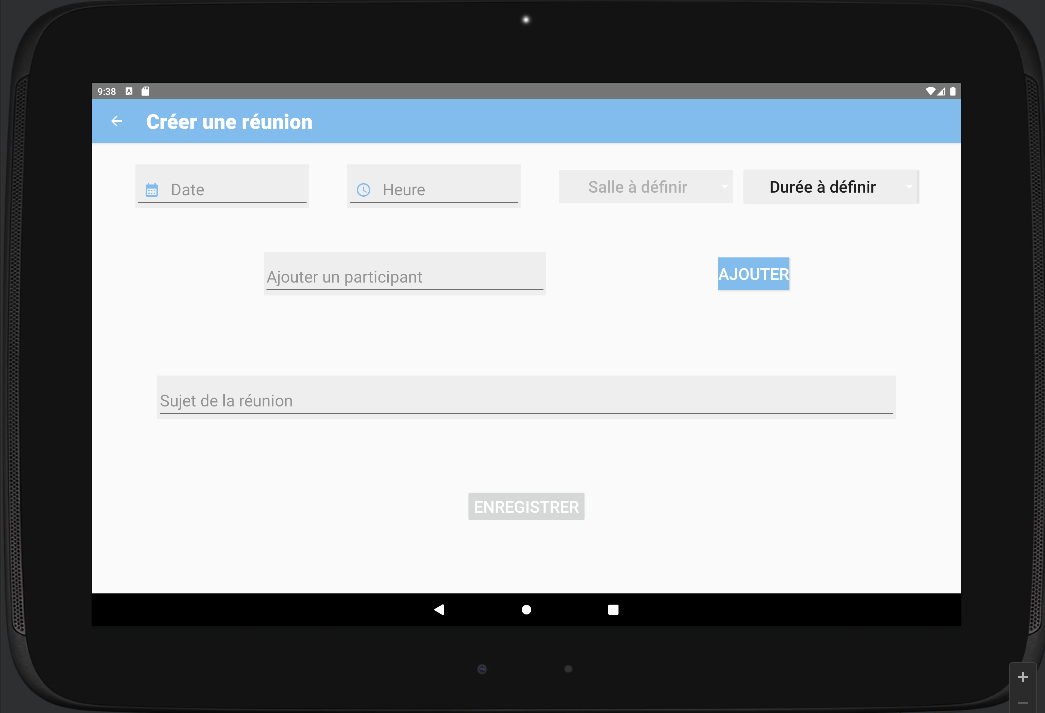 9:38
Créer une réunion
Date
Heure
Salle à définir
Durée à définir
Ajouter un participant
AJOUTER
Sujet de la réunion
ENREGISTRER